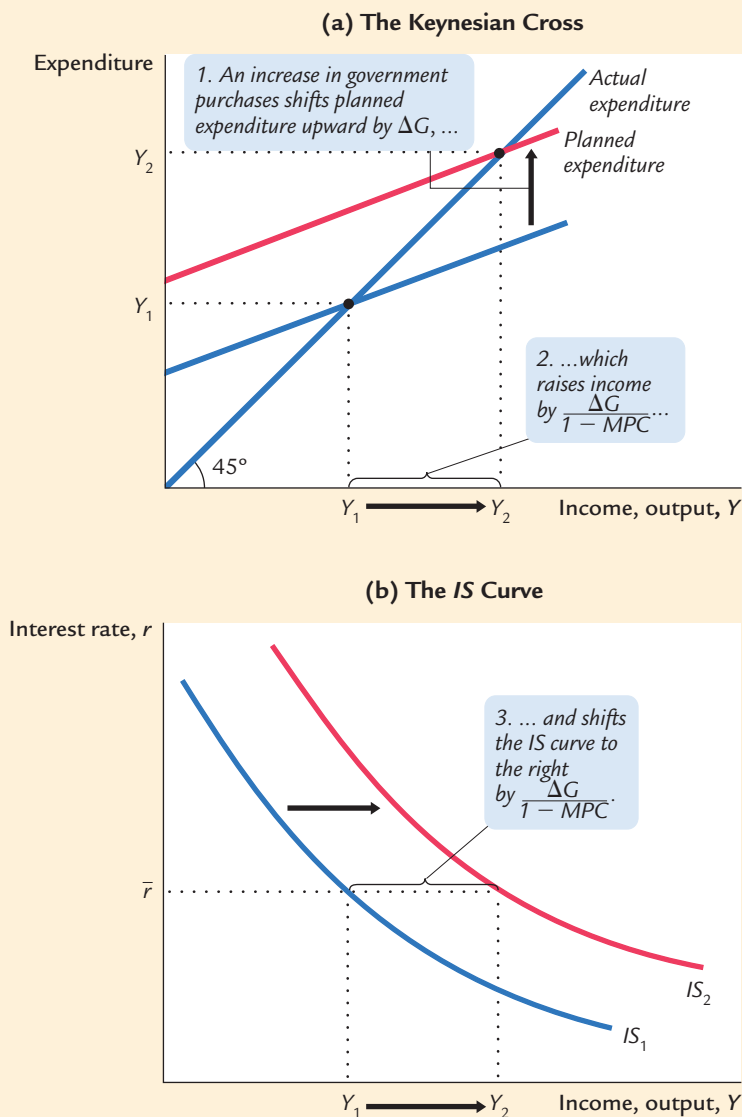 (a) The Keynesian Cross
Expenditure
1. An increase in government
purchases shifts planned
expenditure upward by ΔG, ...
Actual
expenditure
Planned
expenditure
Y₂
Y₁
2. ...which
raises income
by ΔG/1 − MPC ...
45°
Y₁ Y₂ Income, output, Y
(b) The IS Curve
Interest rate, r
3. ... and shifts
the IS curve to
the right
by ΔG/1 − MPC .
r̄
IS₂
IS₁
Y₁ Y₂ Income, output, Y